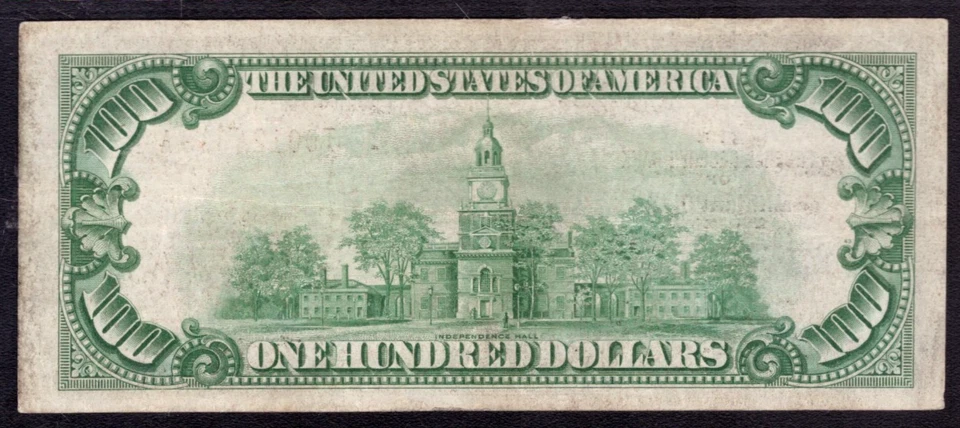 100 THE UNITED STATES OF AMERICA 100
INDEPENDENCE HALL
100 ONE HUNDRED DOLLARS 100